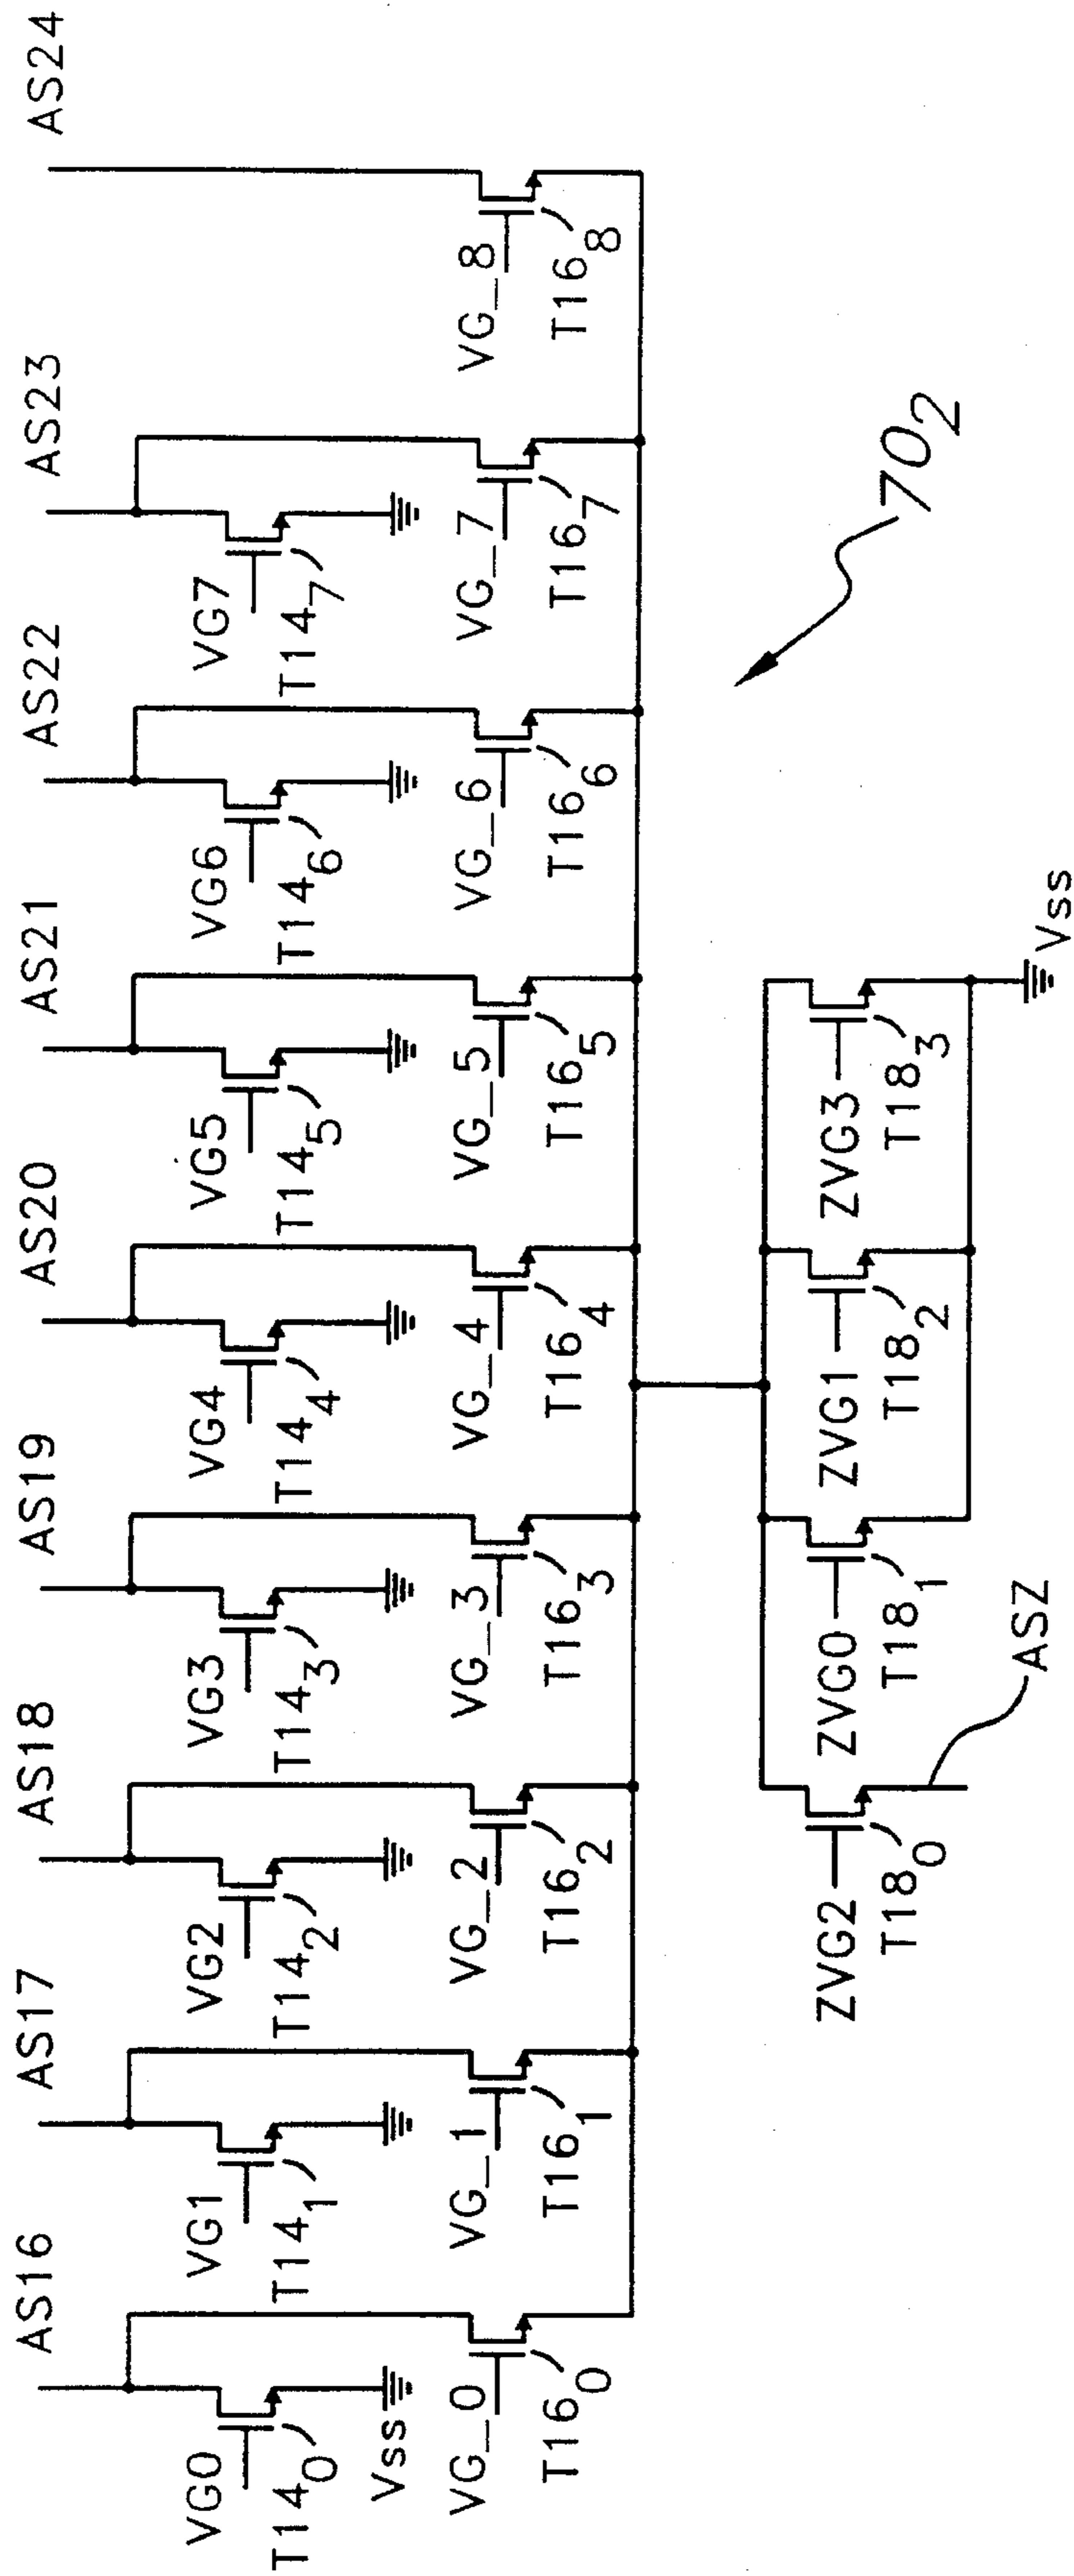 AS16 AS17 AS18 AS19 AS20 AS21 AS22 AS23 AS24
VG0 VG1 VG2 VG3 VG4 VG5 VG6 VG7
T14₀ T14₁ T14₂ T14₃ T14₄ T14₅ T14₆ T14₇
Vss
VG_0 VG_1 VG_2 VG_3 VG_4 VG_5 VG_6 VG_7 VG_8
T16₀ T16₁ T16₂ T16₃ T16₄ T16₅ T16₆ T16₇ T16₈
ZVG2 ZVG0 ZVG1 ZVG3
T18₀ T18₁ T18₂ T18₃
ASZ
Vss
70₂